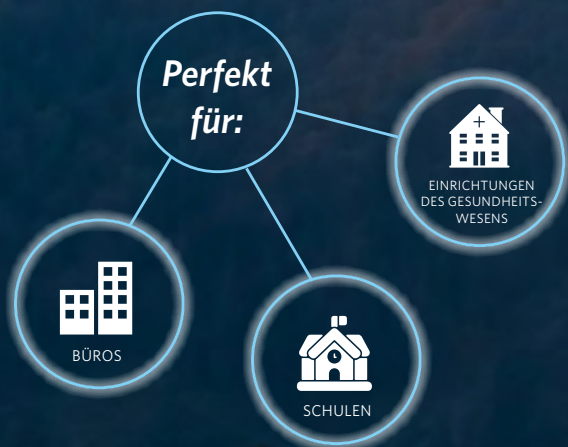 Perfekt
für:
EINRICHTUNGEN
DES GESUNDHEITS-
WESENS
BÜROS
SCHULEN